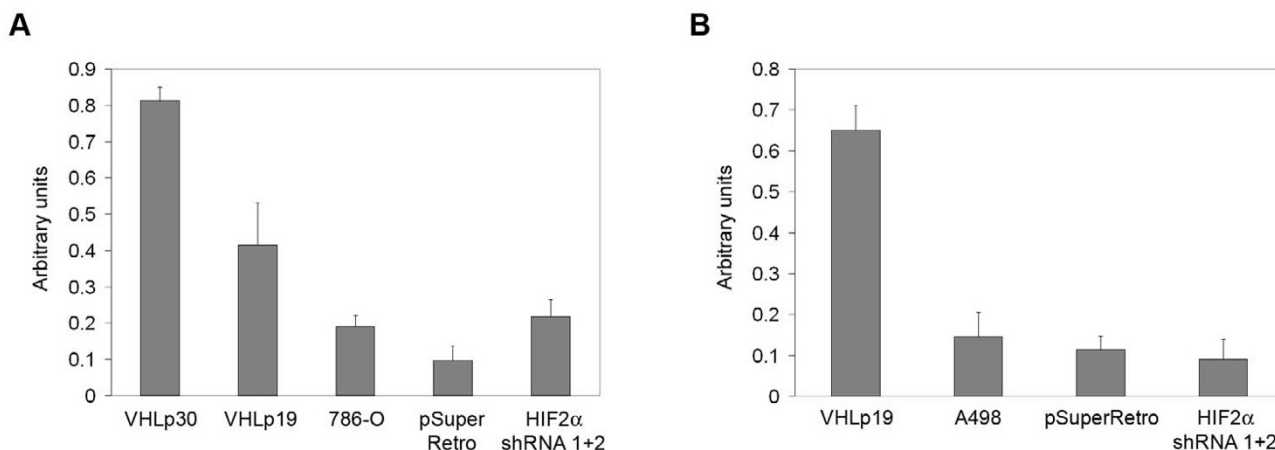 A
Arbitrary units
0.9
0.8
0.7
0.6
0.5
0.4
0.3
0.2
0.1
0
VHLp30 VHLp19 786-O pSuper HIF2α
Retro shRNA 1+2
B
Arbitrary units
0.8
0.7
0.6
0.5
0.4
0.3
0.2
0.1
0
VHLp19 A498 pSuperRetro HIF2α
shRNA 1+2